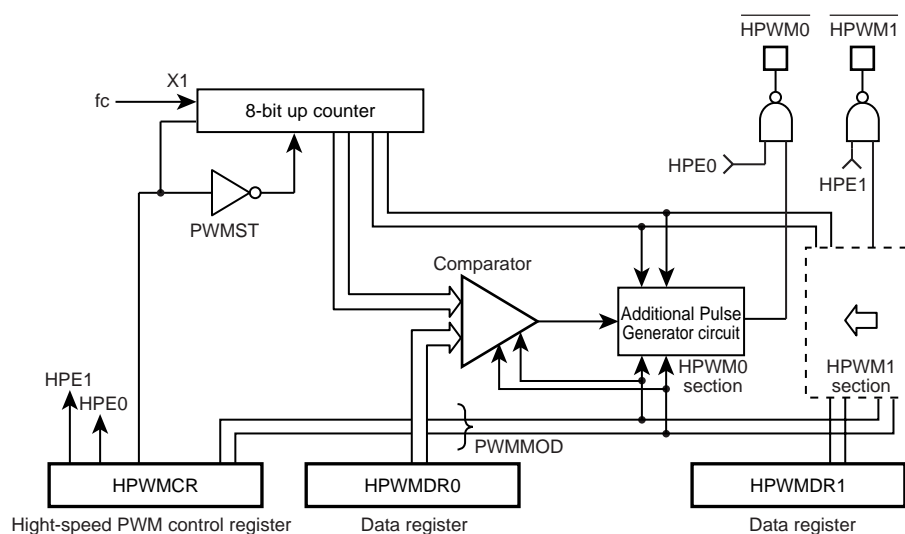 HPWM0 HPWM1
X1
fc
8-bit up counter
HPE0
HPE1
PWMST
Comparator
Additional Pulse
Generator circuit
HPWM0
section
HPWM1
section
HPE1
HPE0
PWMMOD
HPWMCR
HPWMDR0
HPWMDR1
Hight-speed PWM control register
Data register
Data register